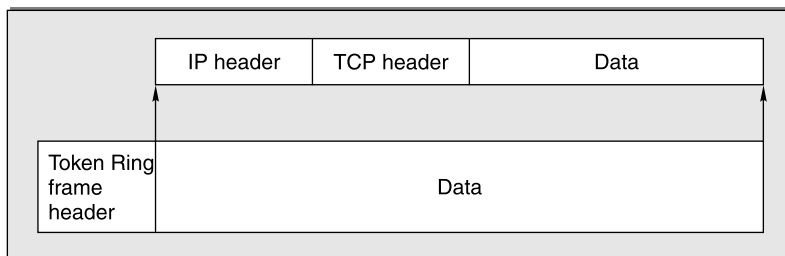 IP header
TCP header
Data
Token Ring
frame
header
Data